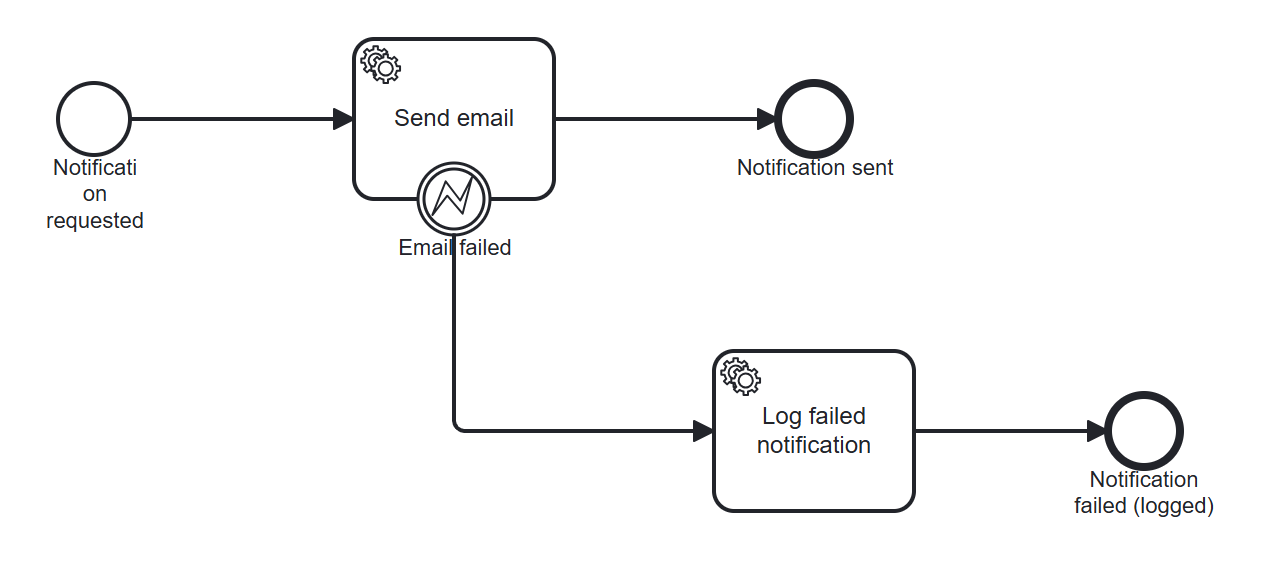 Send email
Notificati
on
requested
Notification sent
Email failed
Log failed
notification
Notification
failed (logged)